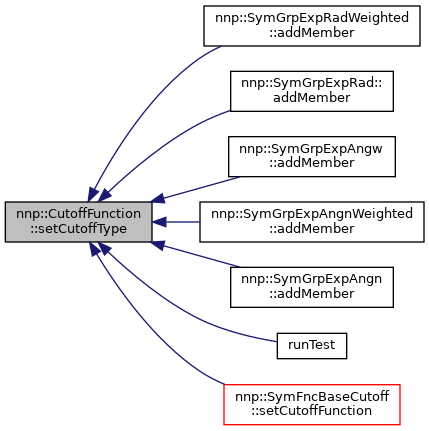 nnp::SymGrpExpRadWeighted
::addMember
nnp::SymGrpExpRad::
addMember
nnp::SymGrpExpAngw
::addMember
nnp::CutoffFunction
::setCutoffType
nnp::SymGrpExpAngnWeighted
::addMember
nnp::SymGrpExpAngn
::addMember
runTest
nnp::SymFncBaseCutoff
::setCutoffFunction